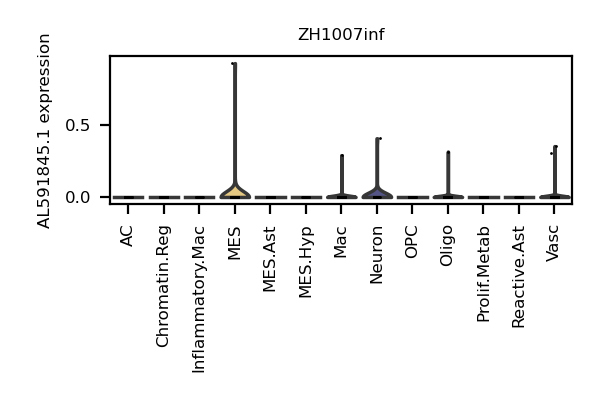 ZH1007inf
AL591845.1 expression
0.5
0.0
AC
Chromatin.Reg
Inflammatory.Mac
MES
MES.Ast
MES.Hyp
Mac
Neuron
OPC
Oligo
Prolif.Metab
Reactive.Ast
Vasc